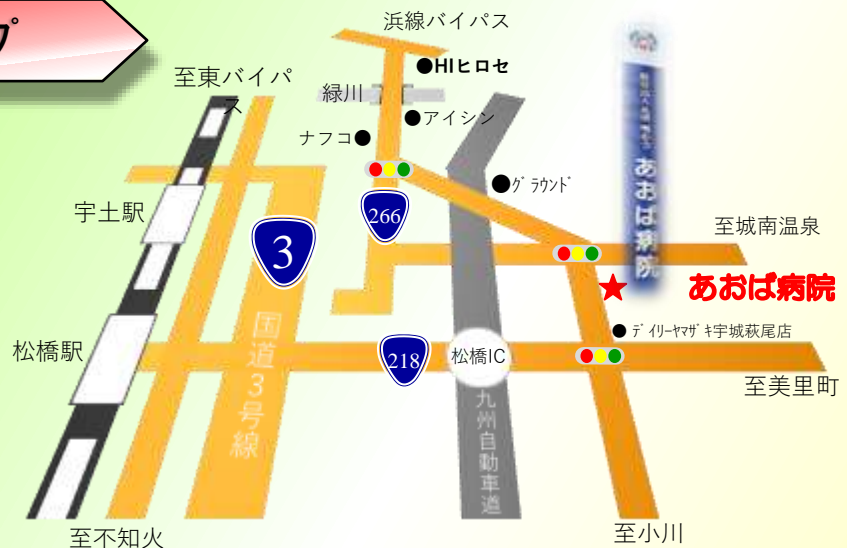 プ
浜線バイパス
●HIヒロセ
至東バイパ
ス
緑川
●アイシン
ナフコ●
●グラウンド
宇土駅
266
3
至城南温泉
あおば病院
★ あおば病院
国道3号線
●デイリーヤマザキ宇城萩尾店
松橋駅
218
松橋IC
至美里町
九州自動車道
至不知火
至小川